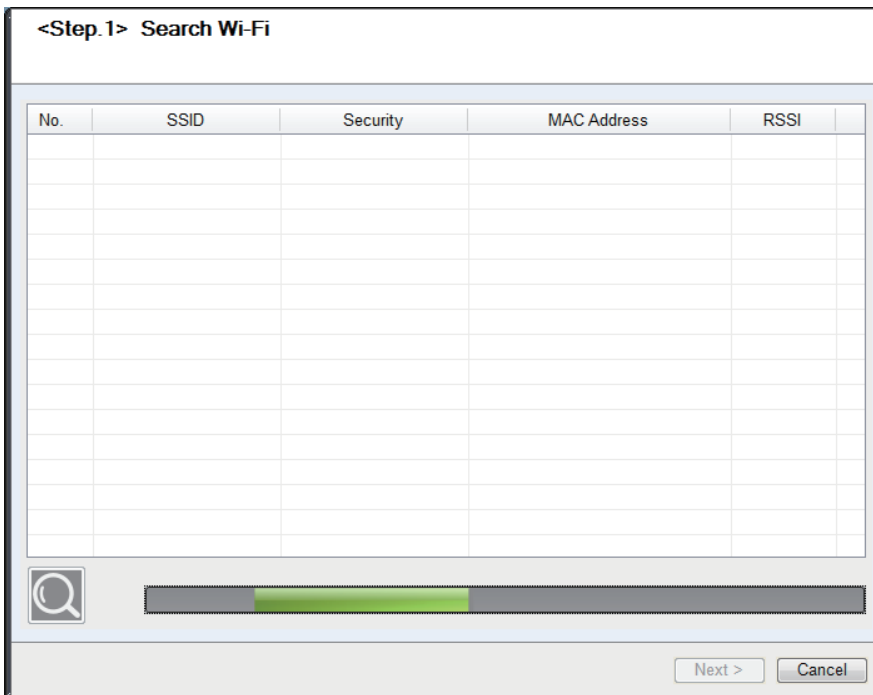 <Step.1> Search Wi-Fi
No. SSID Security MAC Address RSSI
Next > Cancel